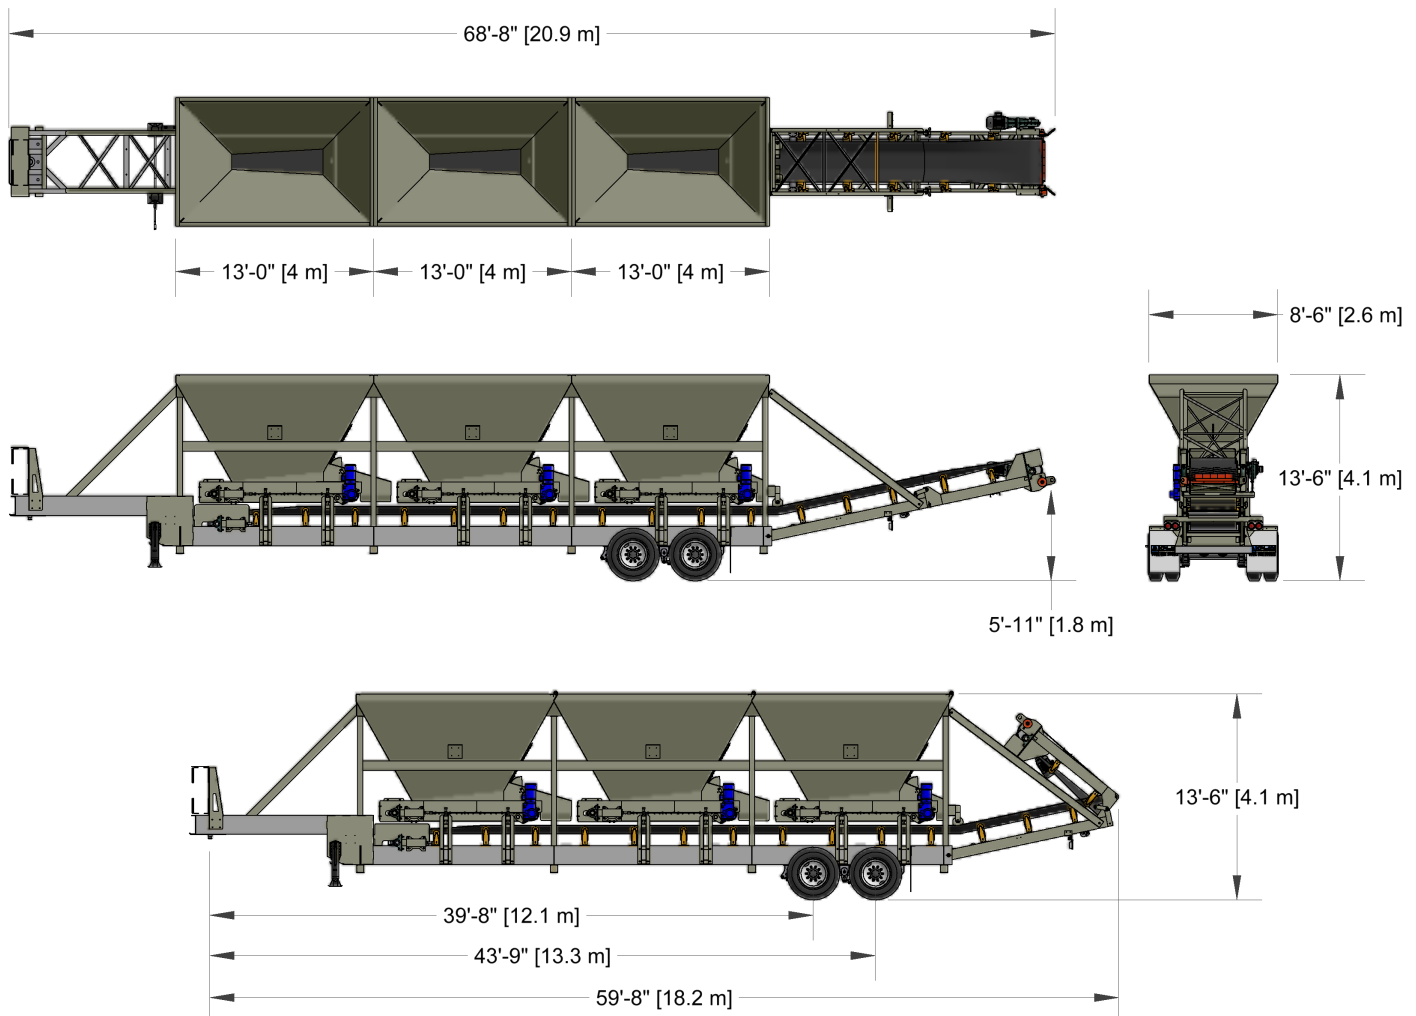 68'-8" [20.9 m]
13'-0" [4 m] 13'-0" [4 m] 13'-0" [4 m]
8'-6" [2.6 m]
13'-6" [4.1 m]
5'-11" [1.8 m]
13'-6" [4.1 m]
39'-8" [12.1 m]
43'-9" [13.3 m]
59'-8" [18.2 m]